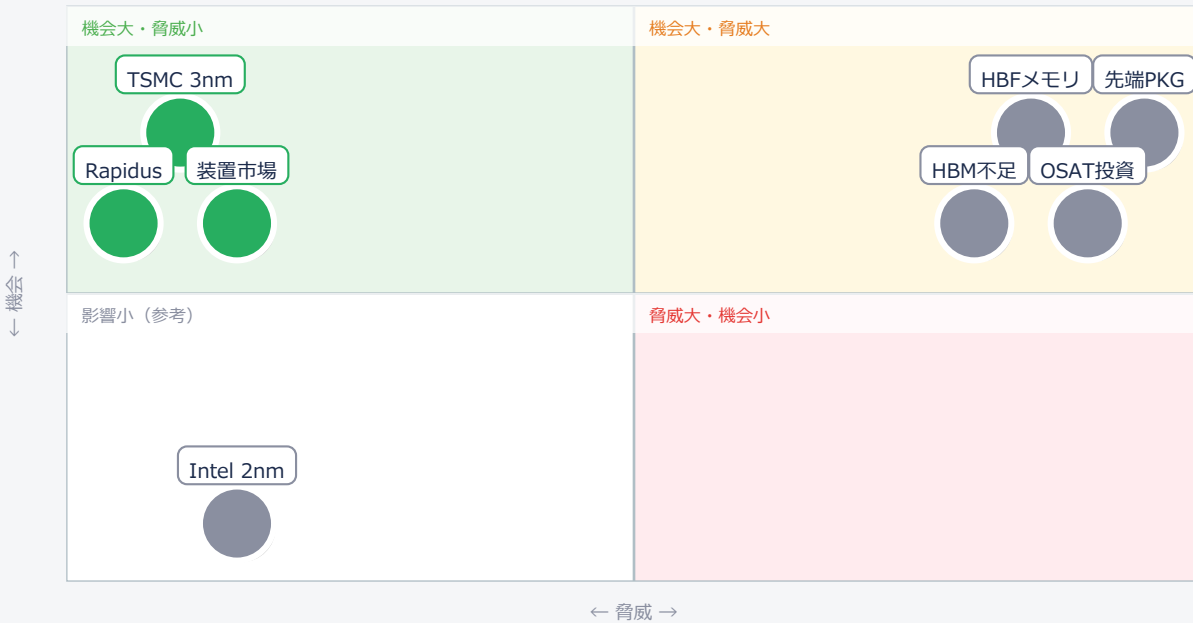 機会大・脅威小
機会大・脅威大
TSMC 3nm
HBFメモリ
先端PKG
Rapidus
装置市場
HBM不足
OSAT投資
← 機会 →
影響小（参考）
脅威大・機会小
Intel 2nm
← 脅威 →